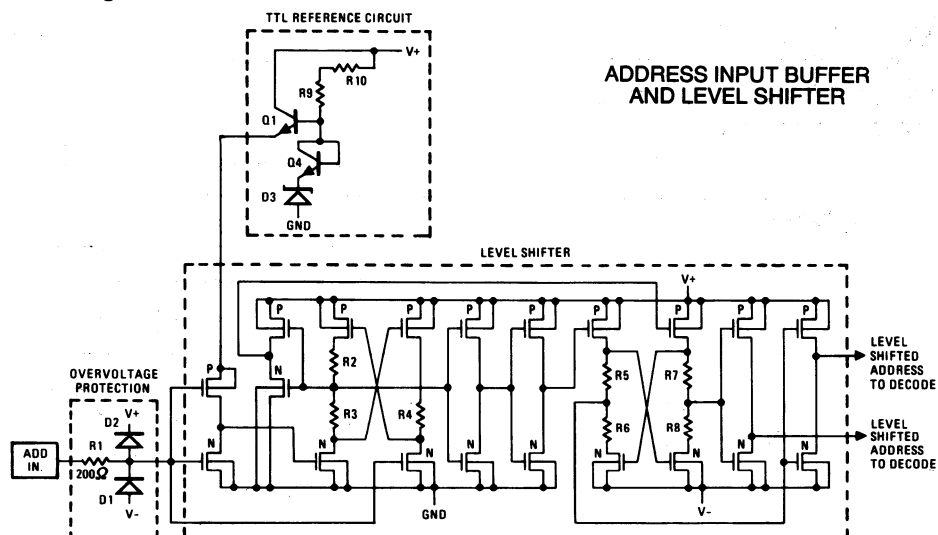 TTL REFERENCE CIRCUIT
V+
R10
R9
Q1
Q4
D3
GND
ADDRESS INPUT BUFFER
AND LEVEL SHIFTER
LEVEL SHIFTER
V+
P P P P P P P P P
P
N
R2
R3
R4
R5
R6
R7
R8
LEVEL
SHIFTED
ADDRESS
TO DECODE
LEVEL
SHIFTED
ADDRESS
TO DECODE
OVERVOLTAGE
PROTECTION
V+
D2
R1
200Ω
D1
V-
ADD
IN.
N N N N N N N N N
GND
V-